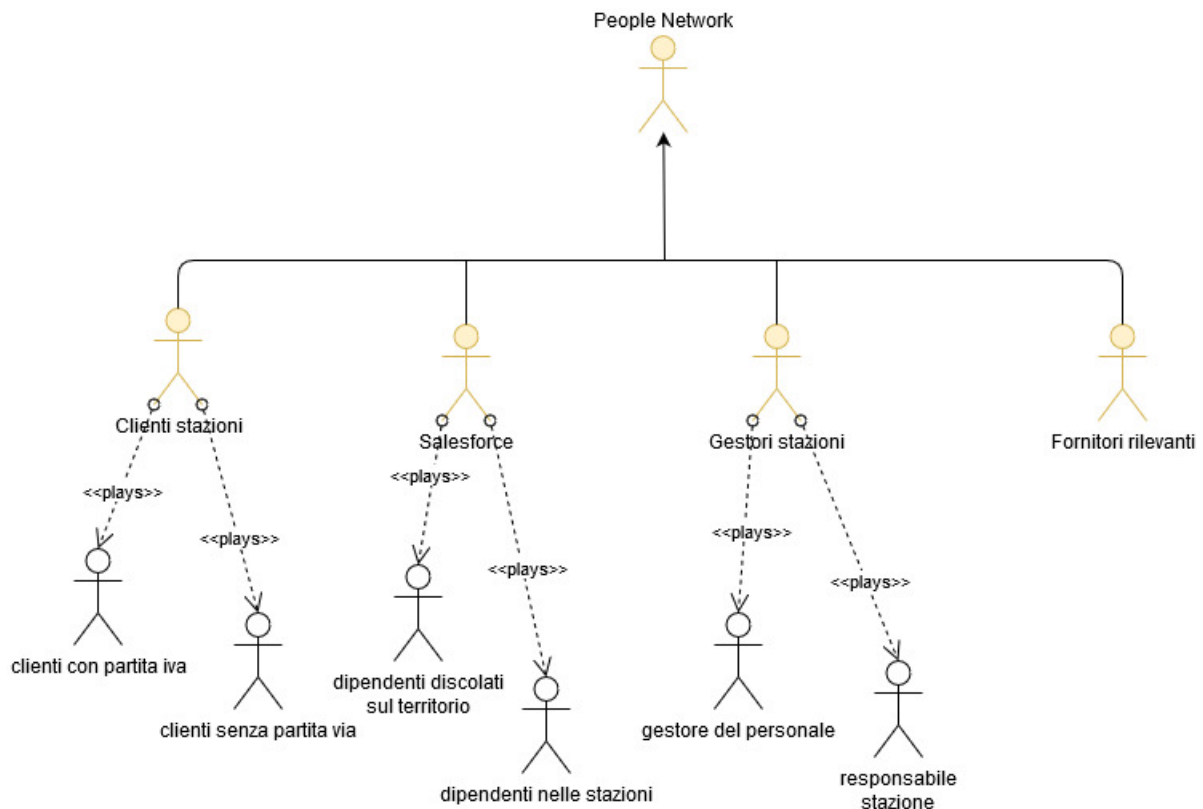 People Network
Clienti stazioni
Salesforce
Gestori stazioni
Fornitori rilevanti
<<plays>>
<<plays>>
<<plays>>
<<plays>>
<<plays>>
<<plays>>
clienti con partita iva
clienti senza partita via
dipendenti discolati
sul territorio
dipendenti nelle stazioni
gestore del personale
responsabile
stazione